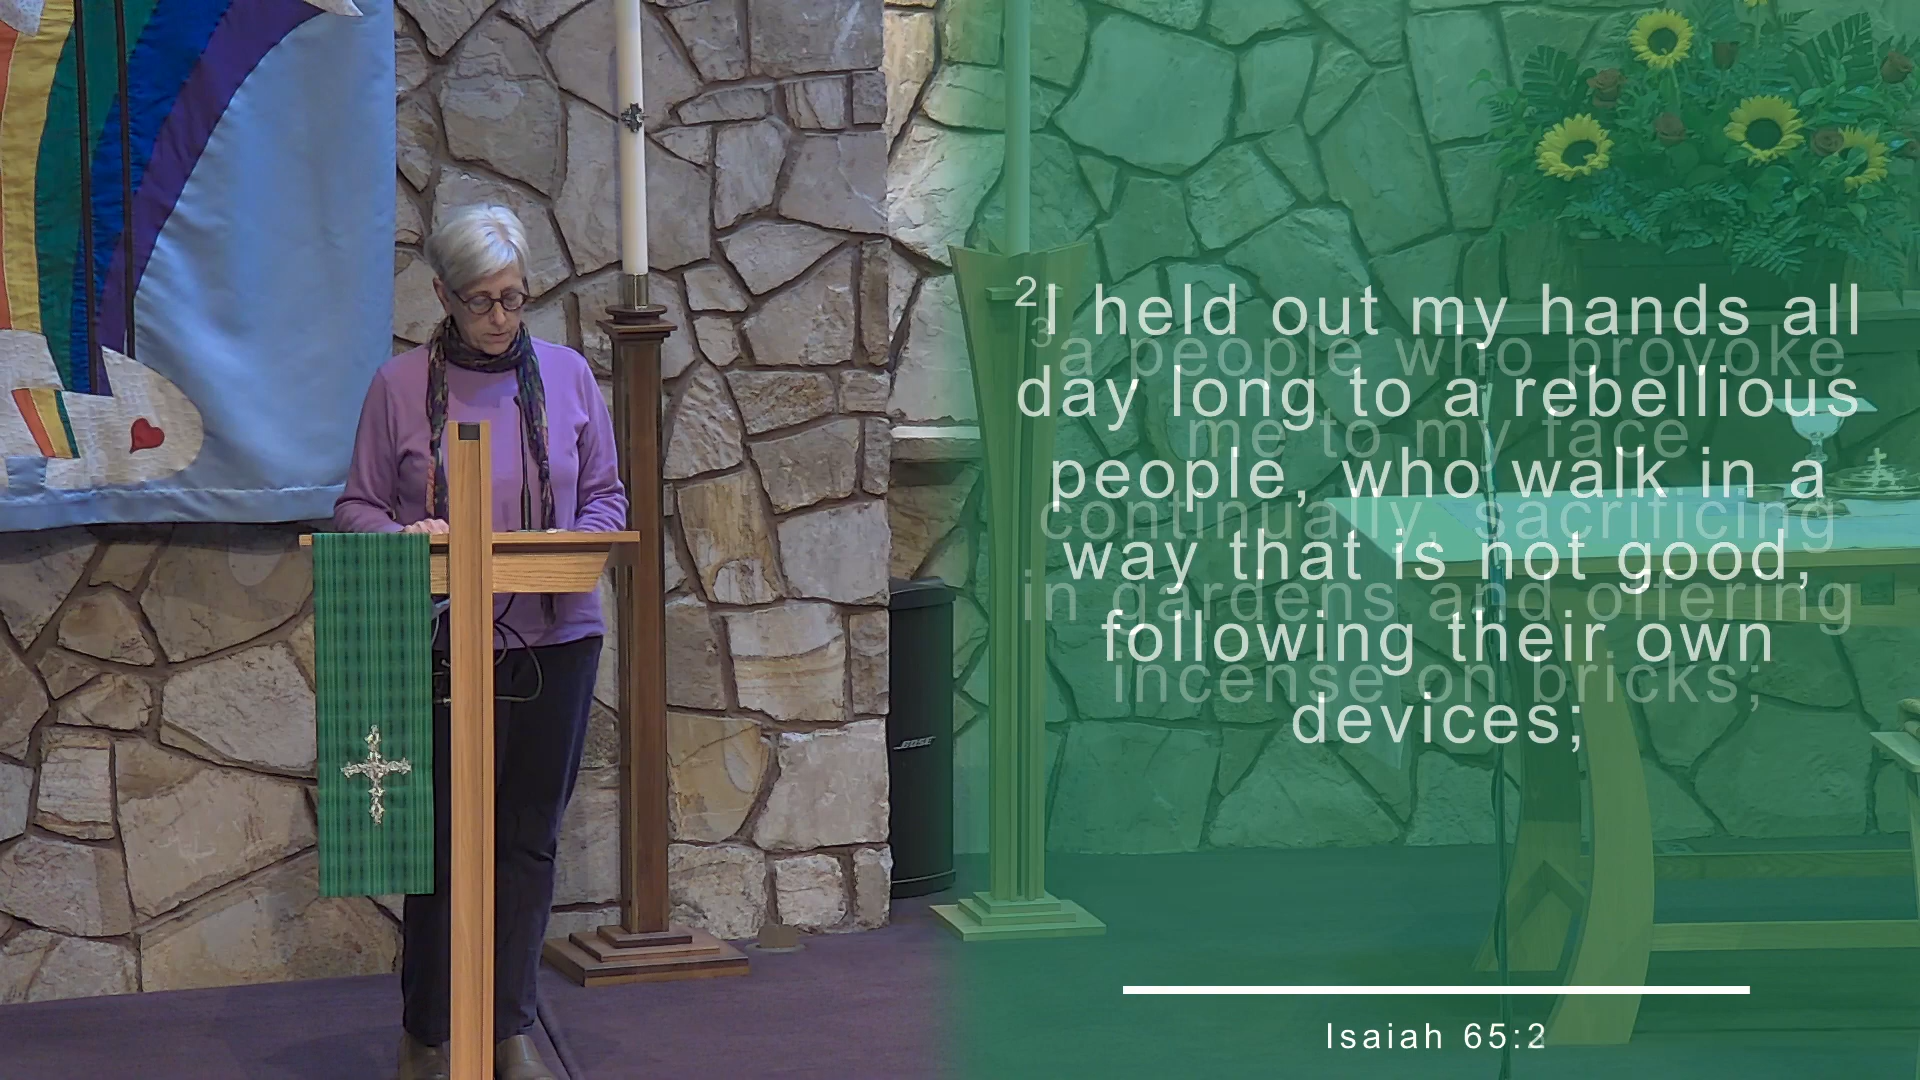 ²I held out my hands all
day long to a rebellious
people, who walk in a
way that is not good,
following their own
devices;
³a people who provoke
me to my face
continually, sacrificing
in gardens and offering
incense on bricks;
Isaiah 65:2
BOSE